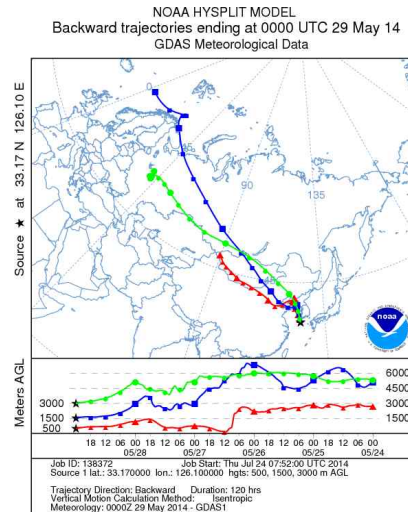 NOAA HYSPLIT MODEL
Backward trajectories ending at 0000 UTC 29 May 14
GDAS Meteorological Data
Source ★ at 33.17 N 126.10 E
0
45
90
135
noaa
Meters AGL
3000
1500
500
6000
4500
3000
1500
18 12 06 00 18 12 06 00 18 12 06 00 18 12 06 00 18 12 06 00
05/28 05/27 05/26 05/25 05/24
Job ID: 138372 Job Start: Thu Jul 24 07:52:00 UTC 2014
Source 1 lat.: 33.170000 lon.: 126.100000 hgts: 500, 1500, 3000 m AGL
Trajectory Direction: Backward Duration: 120 hrs
Vertical Motion Calculation Method: Isentropic
Meteorology: 0000Z 29 May 2014 - GDAS1